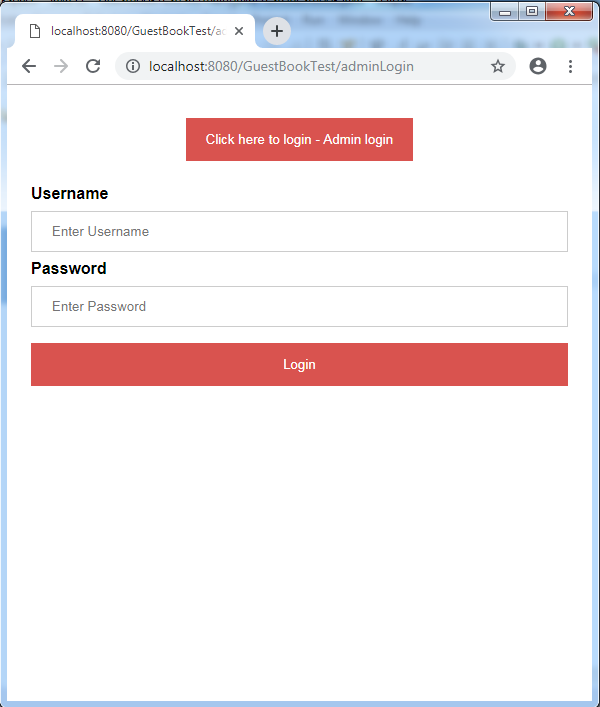 localhost:8080/GuestBookTest/ad
localhost:8080/GuestBookTest/adminLogin
Click here to login - Admin login
Username
Enter Username
Password
Enter Password
Login